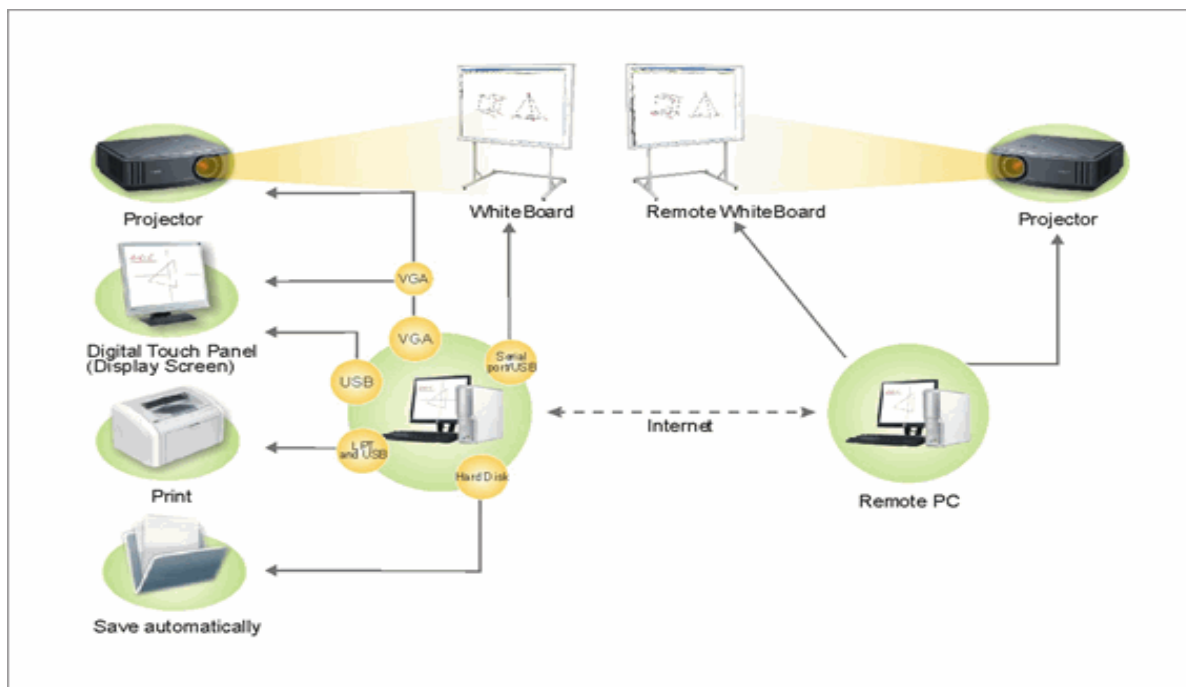 WhiteBoard
Remote WhiteBoard
Projector
Projector
VGA
Digital Touch Panel
(Display Screen)
VGA
Serial
port/USB
USB
Internet
LPT
and USB
Hard Disk
Print
Remote PC
Save automatically